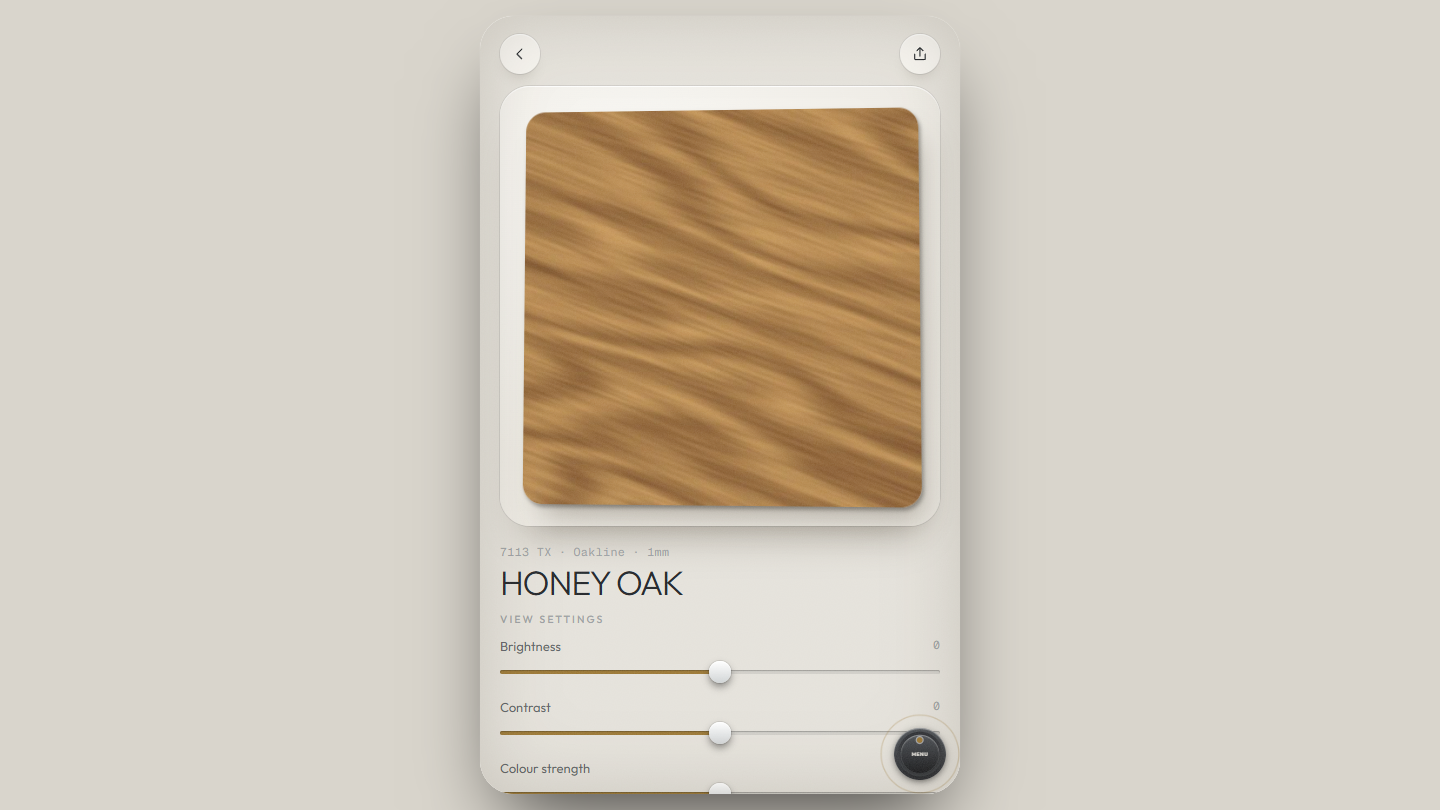 7113 TX · Oakline · 1mm
HONEY OAK
VIEW SETTINGS
Brightness 0
Contrast 0
MENU
Colour strength